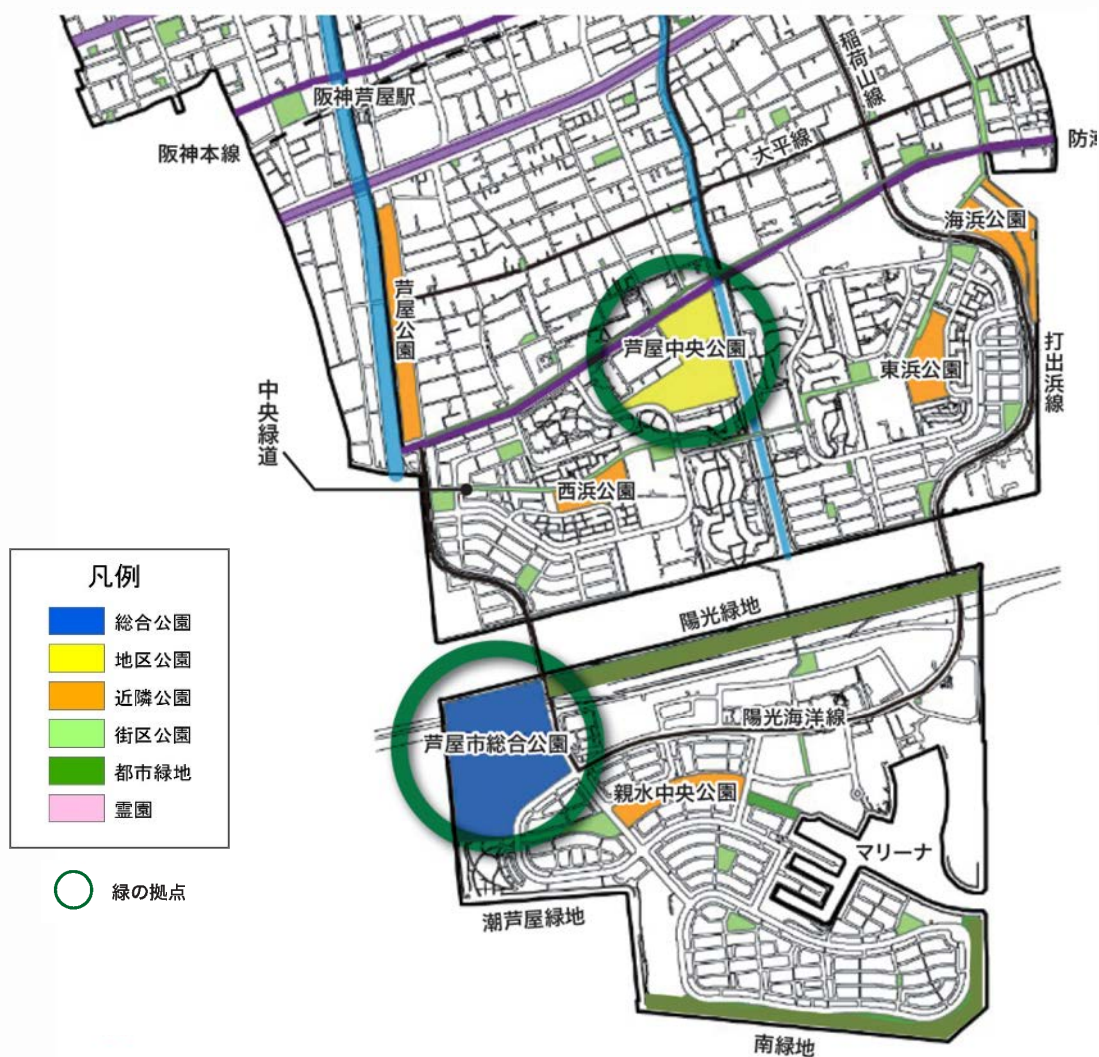 稲荷山線
阪神芦屋駅
阪神本線
大平線
防
海浜公園
芦屋公園
芦屋中央公園
東浜公園
打出浜線
中央緑道
西浜公園
凡例
総合公園
地区公園
近隣公園
街区公園
都市緑地
霊園
緑の拠点
陽光緑地
陽光海洋線
芦屋市総合公園
親水中央公園
マリーナ
潮芦屋緑地
南緑地